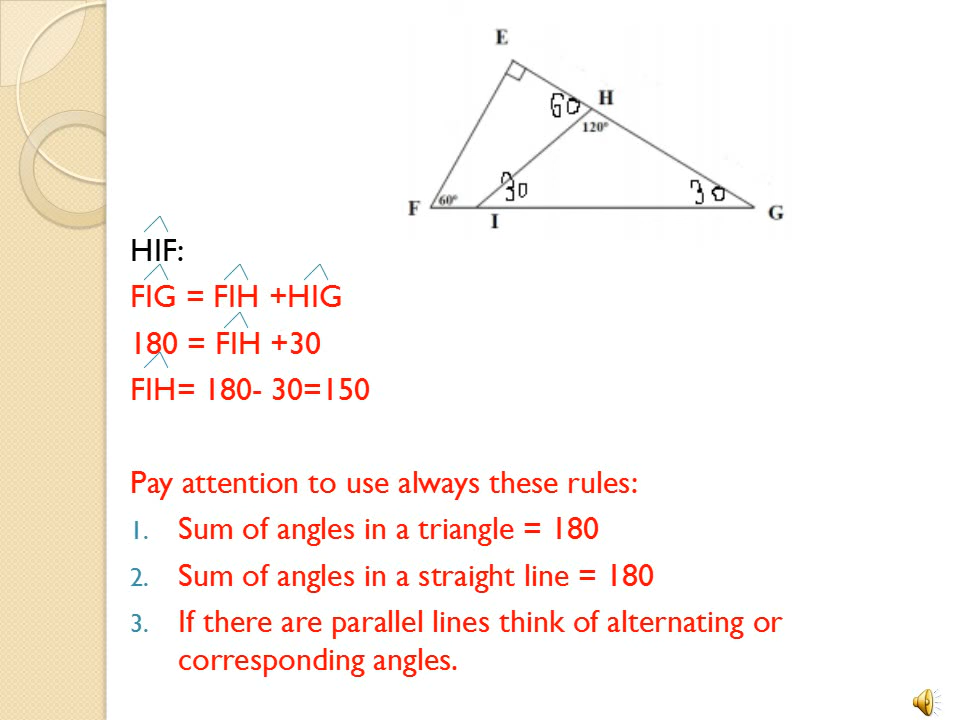 E
60 H
120°
30
30
60°
F
I
G
HIF:
FIG = FIH +HIG
180 = FIH +30
FIH= 180- 30=150
Pay attention to use always these rules:
1. Sum of angles in a triangle = 180
2. Sum of angles in a straight line = 180
3. If there are parallel lines think of alternating or
corresponding angles.